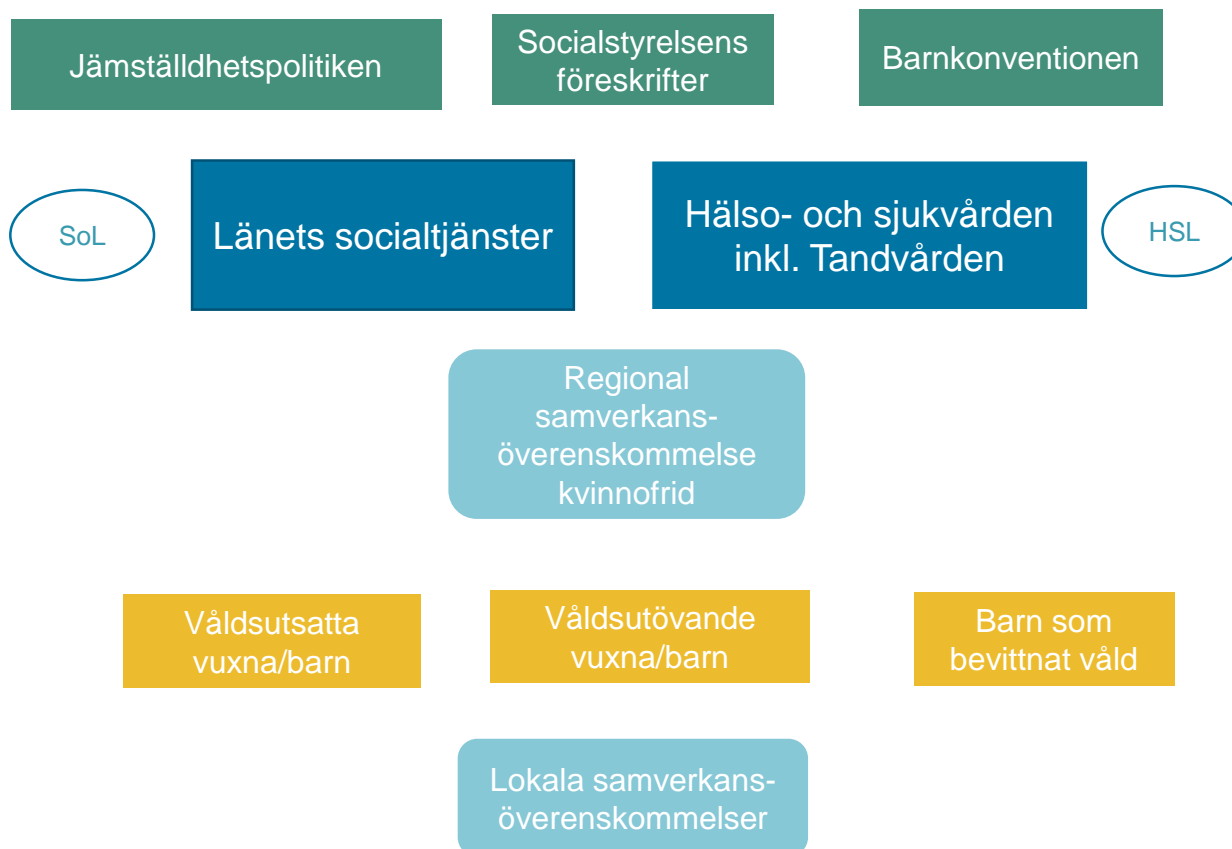 Jämställdhetspolitiken
Socialstyrelsens
föreskrifter
Barnkonventionen
SoL
Länets socialtjänster
Hälso- och sjukvården
inkl. Tandvården
HSL
Regional
samverkans-
överenskommelse
kvinnofrid
Våldsutsatta
vuxna/barn
Våldsutövande
vuxna/barn
Barn som
bevittnat våld
Lokala samverkans-
överenskommelser